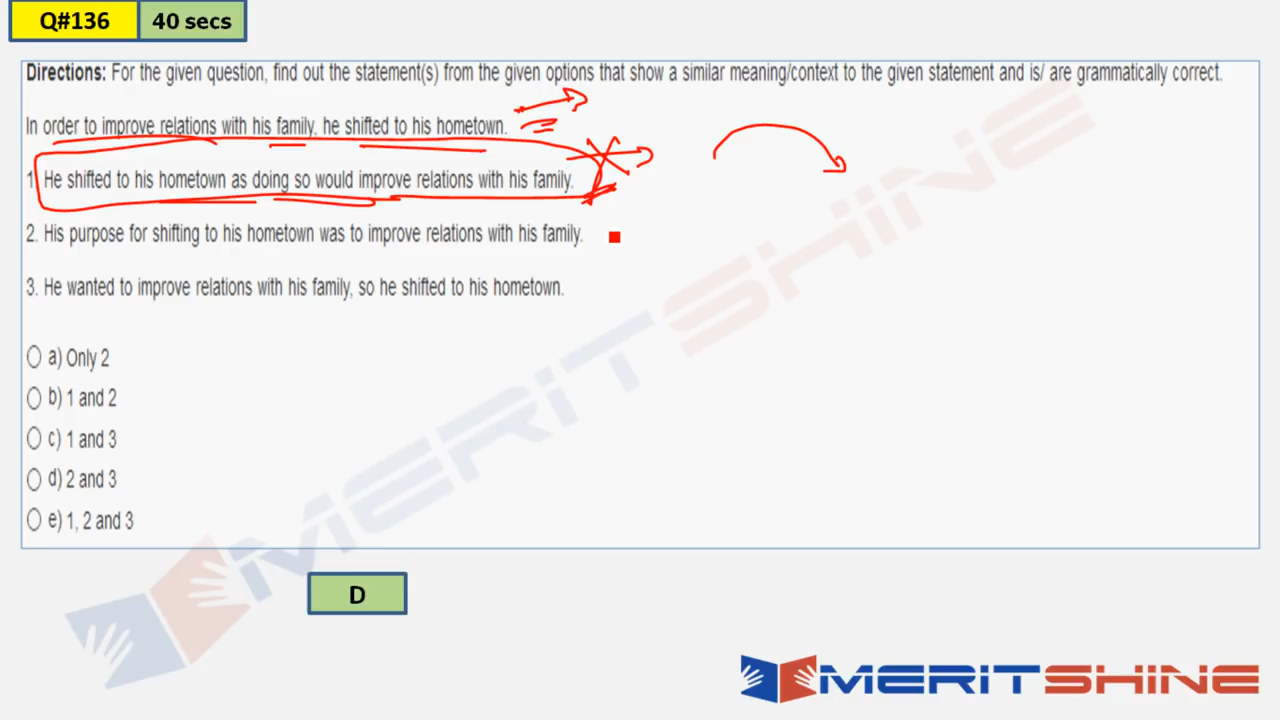 Q#136
40 secs
Directions: For the given question, find out the statement(s) from the given options that show a similar meaning/context to the given statement and is/ are grammatically correct.
In order to improve relations with his family, he shifted to his hometown.
1. He shifted to his hometown as doing so would improve relations with his family.
2. His purpose for shifting to his hometown was to improve relations with his family.
3. He wanted to improve relations with his family, so he shifted to his hometown.
a) Only 2
b) 1 and 2
c) 1 and 3
d) 2 and 3
e) 1, 2 and 3
D
MERiTSHiNE
MERITSHINE